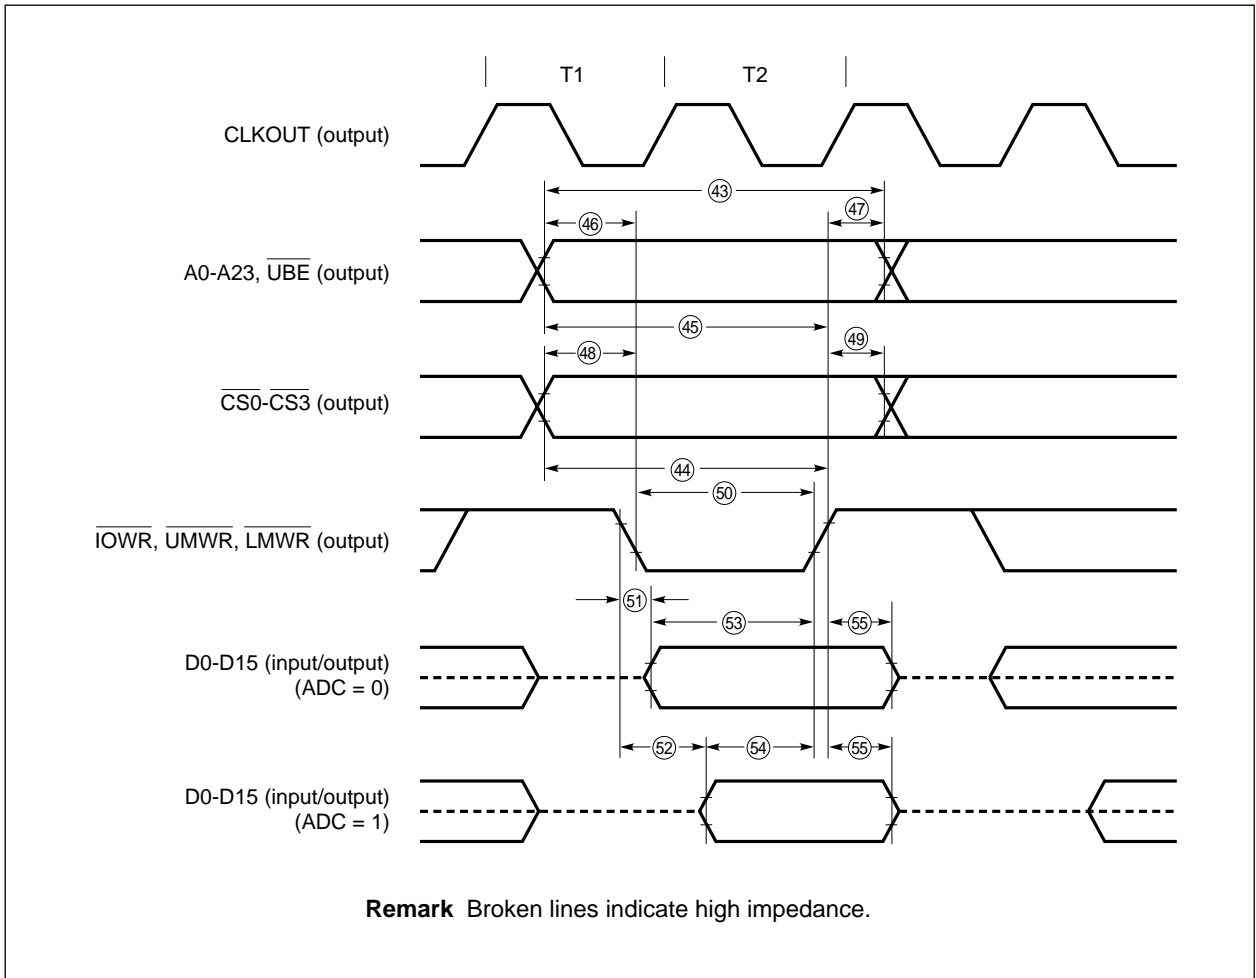 T1 T2
CLKOUT (output)
43
46 47
A0-A23, UBE (output)
45
48 49
CS0-CS3 (output)
44
50
IOWR, UMWR, LMWR (output)
51
53 55
D0-D15 (input/output)
(ADC = 0)
52 54 55
D0-D15 (input/output)
(ADC = 1)
Remark Broken lines indicate high impedance.